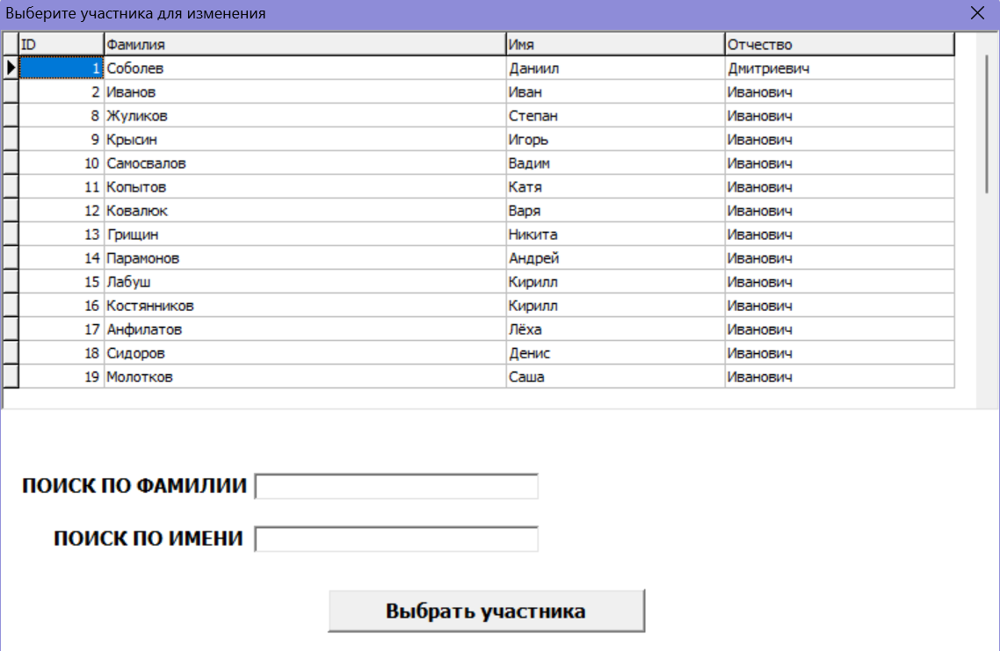 Выберите участника для изменения
ID Фамилия Имя Отчество
1 Соболев Даниил Дмитриевич
2 Иванов Иван Иванович
8 Жуликов Степан Иванович
9 Крысин Игорь Иванович
10 Самосвалов Вадим Иванович
11 Копытов Катя Иванович
12 Ковалюк Варя Иванович
13 Грищин Никита Иванович
14 Парамонов Андрей Иванович
15 Лабуш Кирилл Иванович
16 Костянников Кирилл Иванович
17 Анфилатов Лёха Иванович
18 Сидоров Денис Иванович
19 Молотков Саша Иванович
ПОИСК ПО ФАМИЛИИ
ПОИСК ПО ИМЕНИ
Выбрать участника